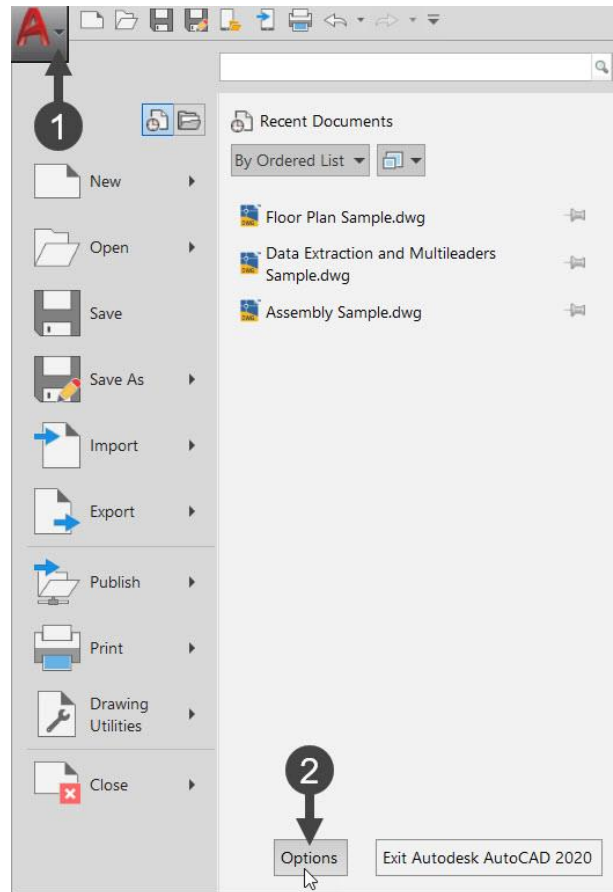 A
1
Recent Documents
By Ordered List
New
Floor Plan Sample.dwg
Open
Data Extraction and Multileaders
Sample.dwg
Save
Assembly Sample.dwg
Save As
Import
Export
Publish
Print
Drawing
Utilities
Close
2
Options
Exit Autodesk AutoCAD 2020